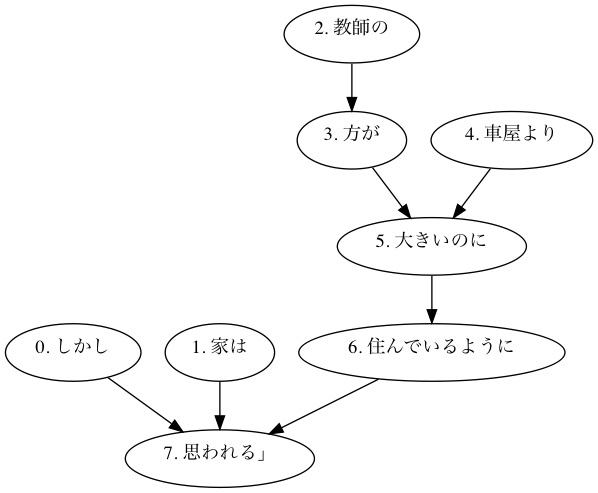 2. 教師の
3. 方が
4. 車屋より
5. 大きいのに
0. しかし
1. 家は
6. 住んでいるように
7. 思われる」